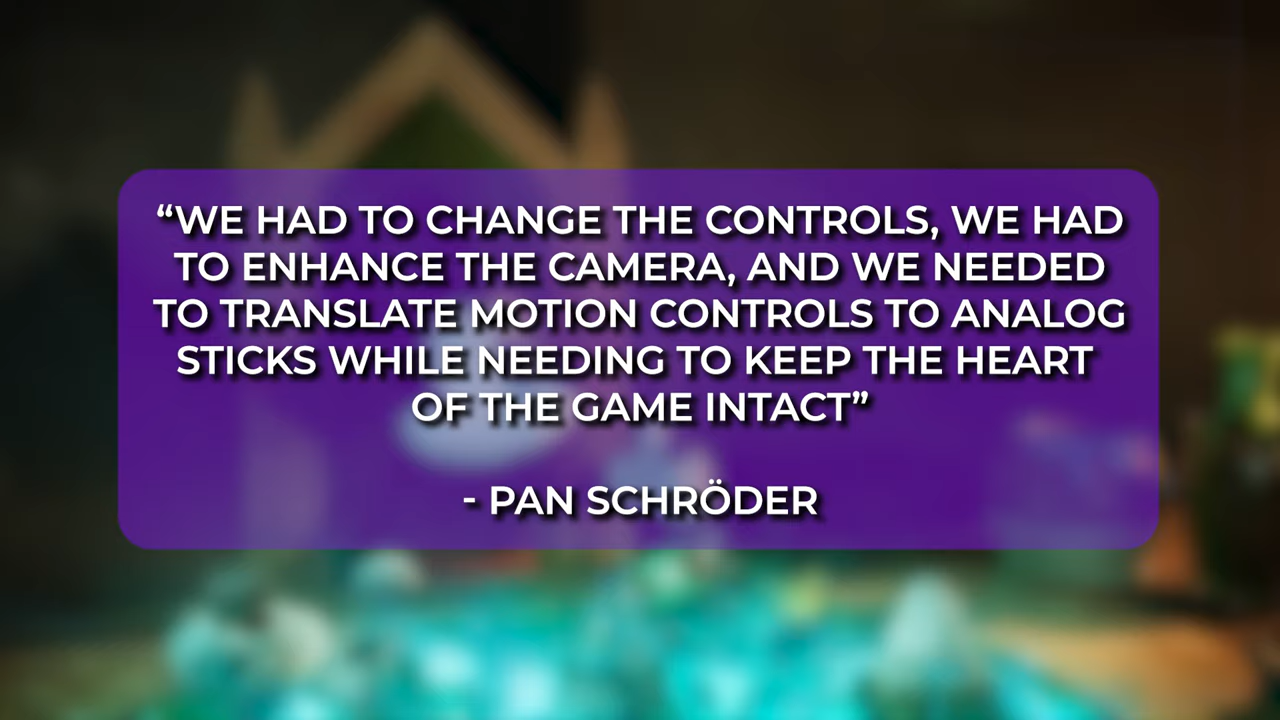 “WE HAD TO CHANGE THE CONTROLS, WE HAD
TO ENHANCE THE CAMERA, AND WE NEEDED
TO TRANSLATE MOTION CONTROLS TO ANALOG
STICKS WHILE NEEDING TO KEEP THE HEART
OF THE GAME INTACT”
- PAN SCHRÖDER